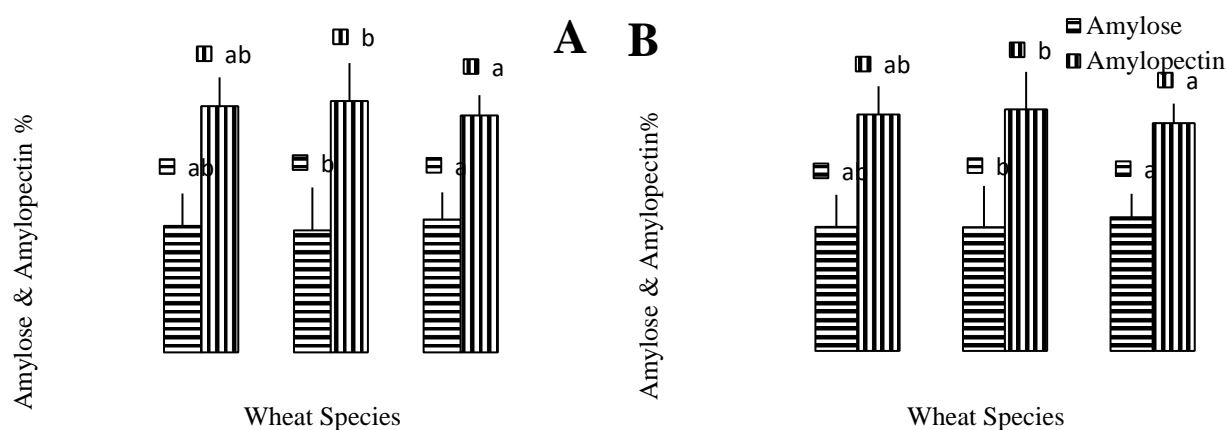 A
B
Amylose
Amylopectin
ab
b
a
ab
b
a
Amylose & Amylopectin %
Wheat Species
ab
b
a
ab
b
a
Amylose & Amylopectin%
Wheat Species